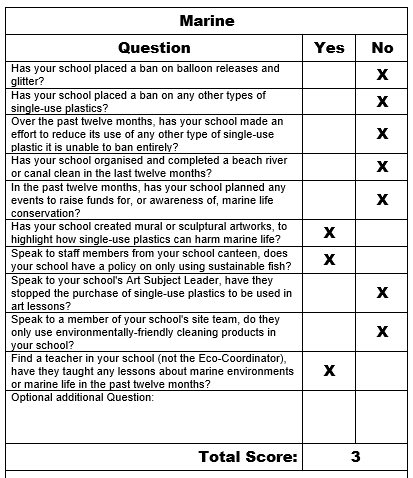 Marine
Question Yes No
Has your school placed a ban on balloon releases and
glitter? X
Has your school placed a ban on any other types of
single-use plastics? X
Over the past twelve months, has your school made an
effort to reduce its use of any other type of single-use
plastic it is unable to ban entirely? X
Has your school organised and completed a beach river
or canal clean in the last twelve months? X
In the past twelve months, has your school planned any
events to raise funds for, or awareness of, marine life
conservation? X
Has your school created mural or sculptural artworks, to
highlight how single-use plastics can harm marine life? X
Speak to staff members from your school canteen, does
your school have a policy on only using sustainable fish? X
Speak to your school's Art Subject Leader, have they
stopped the purchase of single-use plastics to be used in
art lessons? X
Speak to a member of your school's site team, do they
only use environmentally-friendly cleaning products in
your school? X
Find a teacher in your school (not the Eco-Coordinator),
have they taught any lessons about marine environments
or marine life in the past twelve months? X
Optional additional Question:
Total Score: 3